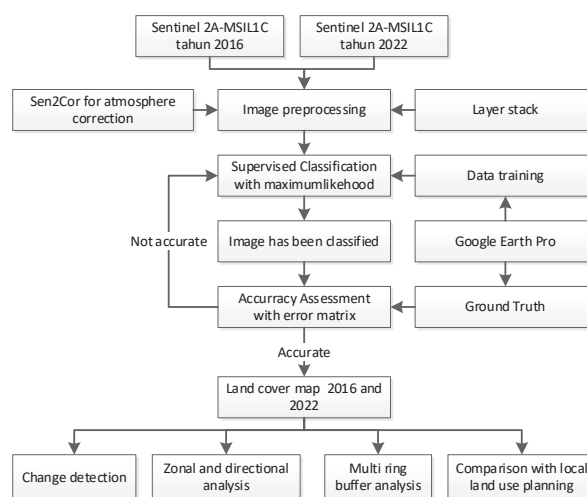 Sentinel 2A-MSIL1C
tahun 2016
Sentinel 2A-MSIL1C
tahun 2022
Sen2Cor for atmosphere
correction
Image preprocessing
Layer stack
Supervised Classification
with maximumlikehood
Data training
Not accurate
Image has been classified
Google Earth Pro
Accurracy Assessment
with error matrix
Ground Truth
Accurate
Land cover map 2016 and
2022
Change detection
Zonal and directional
analysis
Multi ring
buffer analysis
Comparison with local
land use planning